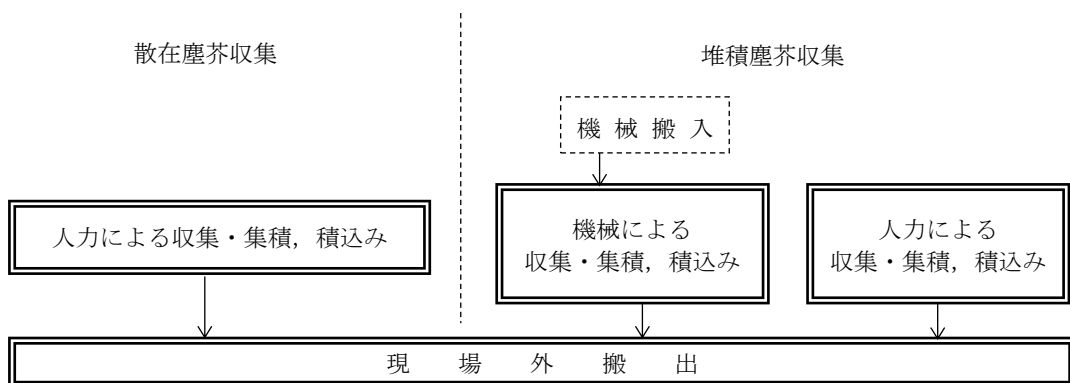 散在塵芥収集
堆積塵芥収集
機械搬入
人力による収集・集積，積込み
機械による
収集・集積，積込み
人力による
収集・集積，積込み
現場外搬出